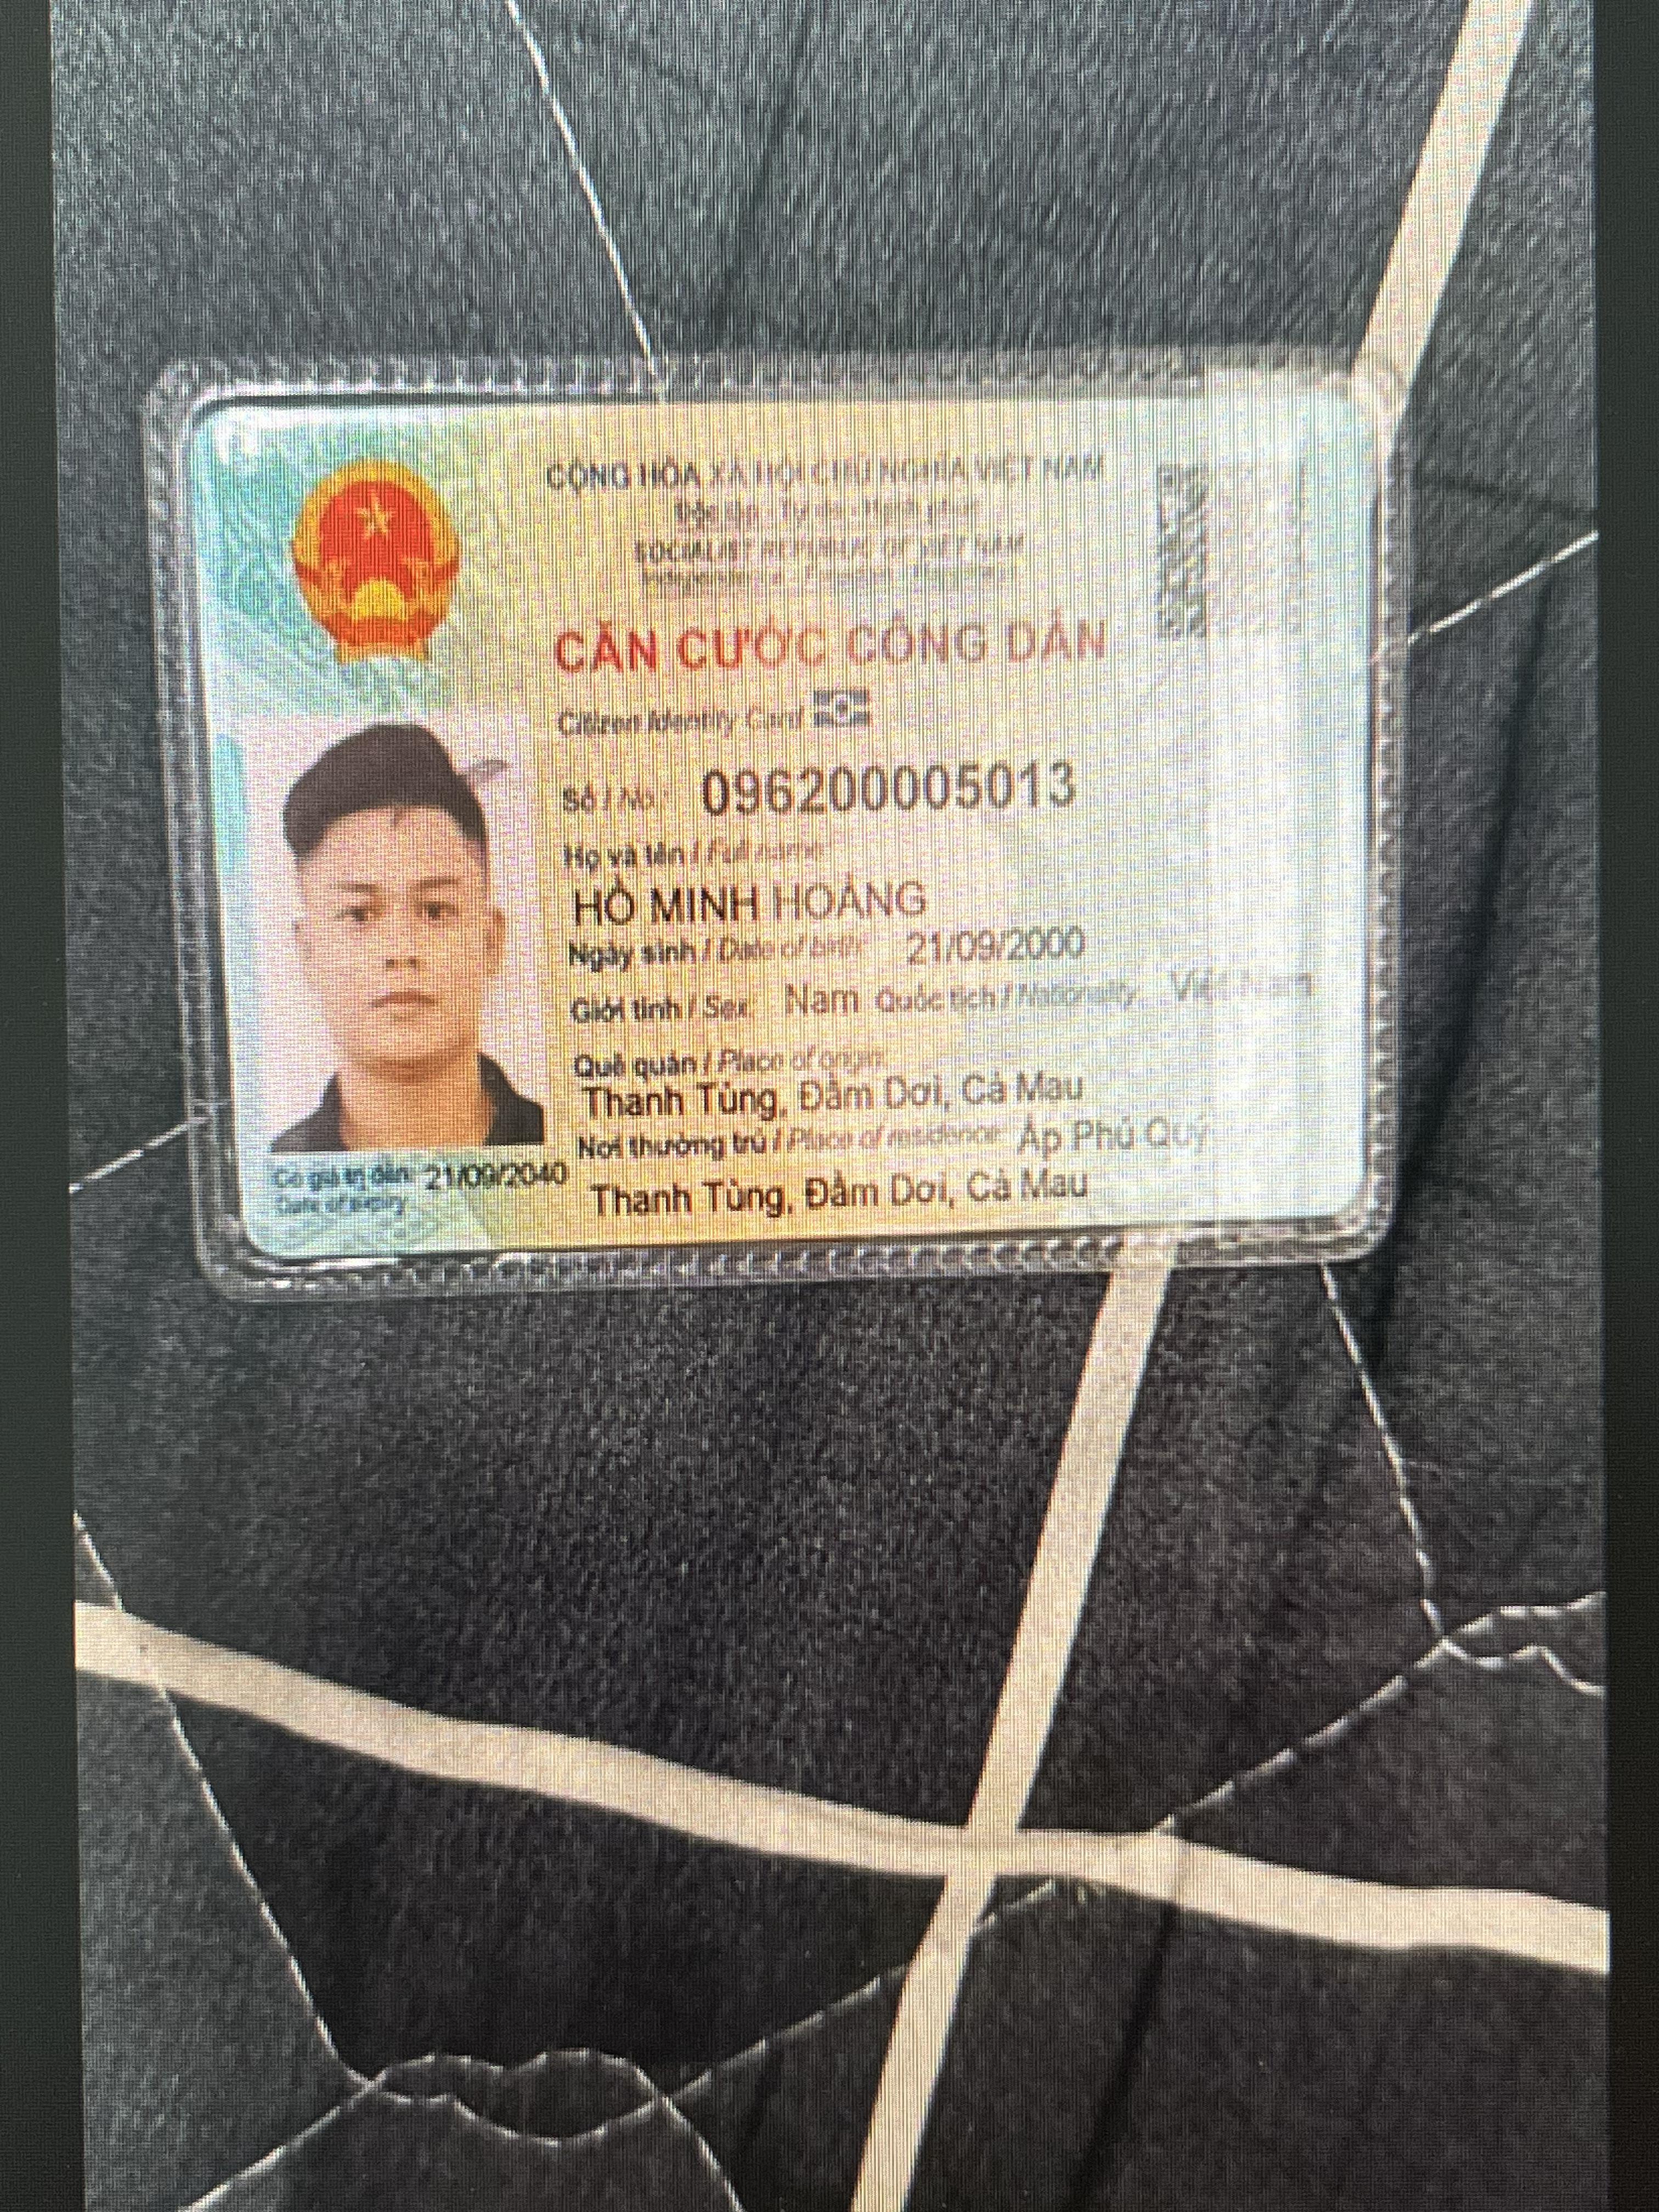 CỘNG HÒA XÃ HỘI CHỦ NGHĨA VIỆT NAM
Độc lập - Tự do - Hạnh phúc
SOCIALIST REPUBLIC OF VIET NAM
Independence - Freedom - Happiness
CĂN CƯỚC CÔNG DÂN
Citizen Identity Card
Số / No.: 096200005013
Họ và tên / Full name:
HỒ MINH HOÀNG
Ngày sinh / Date of birth: 21/09/2000
Giới tính / Sex: Nam Quốc tịch / Nationality: Việt Nam
Quê quán / Place of origin:
Thanh Tùng, Đầm Dơi, Cà Mau
Nơi thường trú / Place of residence: Ấp Phú Quý
Thanh Tùng, Đầm Dơi, Cà Mau
Có giá trị đến: 21/09/2040
Date of expiry